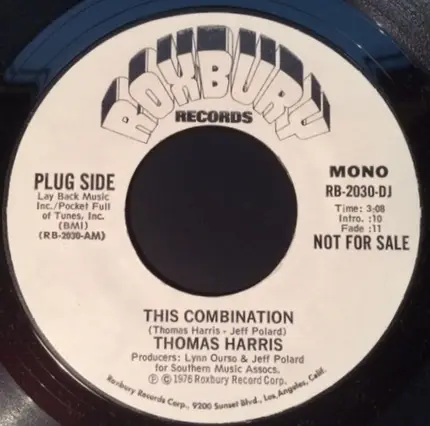 ROXBURY
RECORDS
PLUG SIDE
Lay Back Music
Inc./Pocket Full
of Tunes, Inc.
(BMI)
(RB-2030-AM)
MONO
RB-2030-DJ
Time: 3:08
Intro. :10
Fade :11
NOT FOR SALE
THIS COMBINATION
(Thomas Harris - Jeff Polard)
THOMAS HARRIS
Producers: Lynn Ourso & Jeff Polard
for Southern Music Assocs.
℗ © 1976 Roxbury Record Corp.
Roxbury Records Corp., 9200 Sunset Blvd., Los Angeles, Calif.